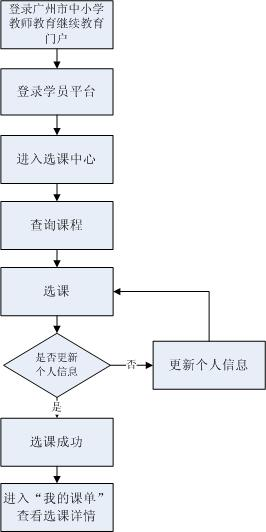 登录广州市中小学
教师教育继续教育
门户
登录学员平台
进入选课中心
查询课程
选课
是否更新
个人信息
否
更新个人信息
是
选课成功
进入“我的课单”
查看选课详情